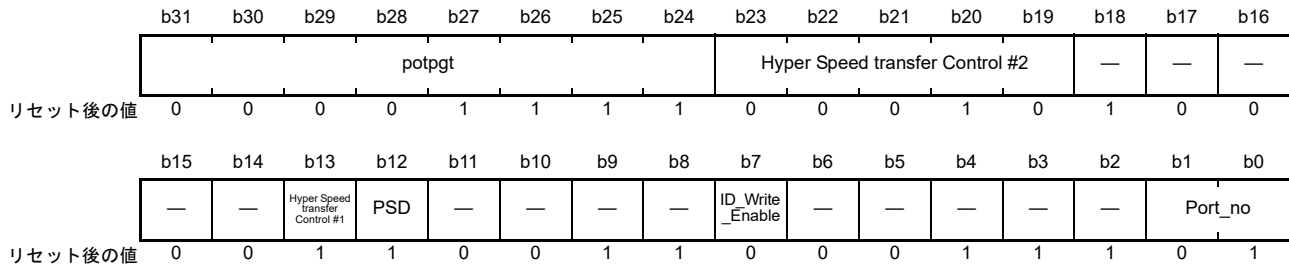 b31 b30 b29 b28 b27 b26 b25 b24 b23 b22 b21 b20 b19 b18 b17 b16
potpgt Hyper Speed transfer Control #2 — — —
リセット後の値 0 0 0 0 1 1 1 1 0 0 0 1 0 1 0 0
b15 b14 b13 b12 b11 b10 b9 b8 b7 b6 b5 b4 b3 b2 b1 b0
— — Hyper Speed transfer Control #1 PSD — — — — ID_Write_Enable — — — — — Port_no
リセット後の値 0 0 1 1 0 0 1 1 0 0 0 1 1 1 0 1